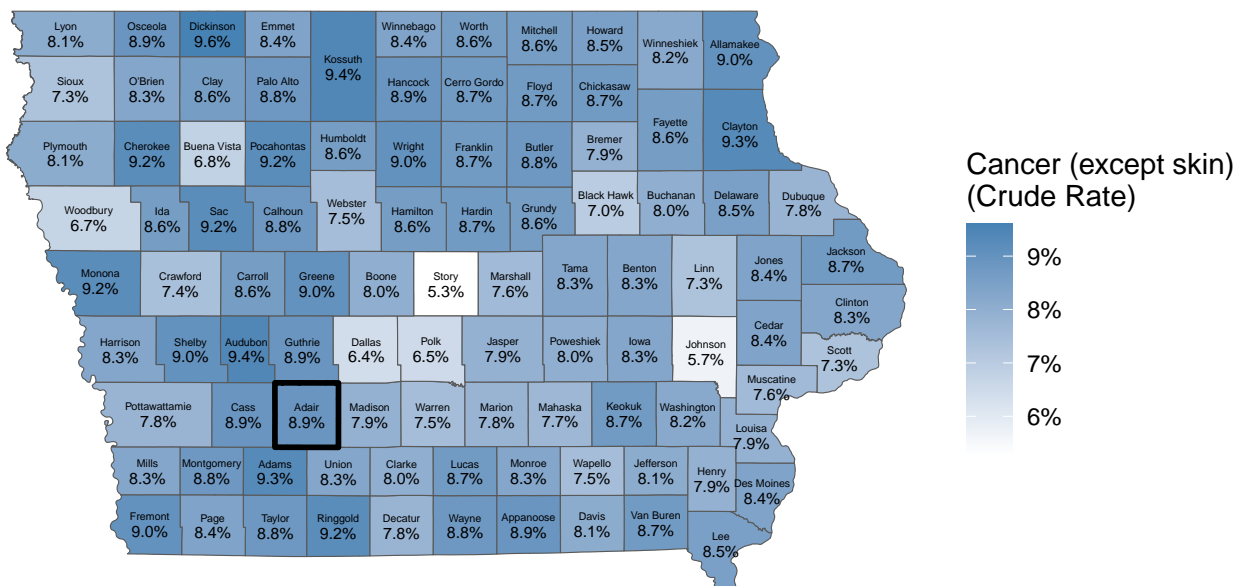 Lyon
8.1%
Osceola
8.9%
Dickinson
9.6%
Emmet
8.4%
Kossuth
9.4%
Winnebago
8.4%
Worth
8.6%
Mitchell
8.6%
Howard
8.5%
Winneshiek
8.2%
Allamakee
9.0%
Sioux
7.3%
O'Brien
8.3%
Clay
8.6%
Palo Alto
8.8%
Hancock
8.9%
Cerro Gordo
8.7%
Floyd
8.7%
Chickasaw
8.7%
Fayette
8.6%
Clayton
9.3%
Plymouth
8.1%
Cherokee
9.2%
Buena Vista
6.8%
Pocahontas
9.2%
Humboldt
8.6%
Wright
9.0%
Franklin
8.7%
Butler
8.8%
Bremer
7.9%
Woodbury
6.7%
Ida
8.6%
Sac
9.2%
Calhoun
8.8%
Webster
7.5%
Hamilton
8.6%
Hardin
8.7%
Grundy
8.6%
Black Hawk
7.0%
Buchanan
8.0%
Delaware
8.5%
Dubuque
7.8%
Monona
9.2%
Crawford
7.4%
Carroll
8.6%
Greene
9.0%
Boone
8.0%
Story
5.3%
Marshall
7.6%
Tama
8.3%
Benton
8.3%
Linn
7.3%
Jones
8.4%
Jackson
8.7%
Clinton
8.3%
Harrison
8.3%
Shelby
9.0%
Audubon
9.4%
Guthrie
8.9%
Dallas
6.4%
Polk
6.5%
Jasper
7.9%
Poweshiek
8.0%
Iowa
8.3%
Johnson
5.7%
Cedar
8.4%
Scott
7.3%
Muscatine
7.6%
Pottawattamie
7.8%
Cass
8.9%
Adair
8.9%
Madison
7.9%
Warren
7.5%
Marion
7.8%
Mahaska
7.7%
Keokuk
8.7%
Washington
8.2%
Louisa
7.9%
Mills
8.3%
Montgomery
8.8%
Adams
9.3%
Union
8.3%
Clarke
8.0%
Lucas
8.7%
Monroe
8.3%
Wapello
7.5%
Jefferson
8.1%
Henry
7.9%
Des Moines
8.4%
Fremont
9.0%
Page
8.4%
Taylor
8.8%
Ringgold
9.2%
Decatur
7.8%
Wayne
8.8%
Appanoose
8.9%
Davis
8.1%
Van Buren
8.7%
Lee
8.5%
Cancer (except skin)
(Crude Rate)
9%
8%
7%
6%